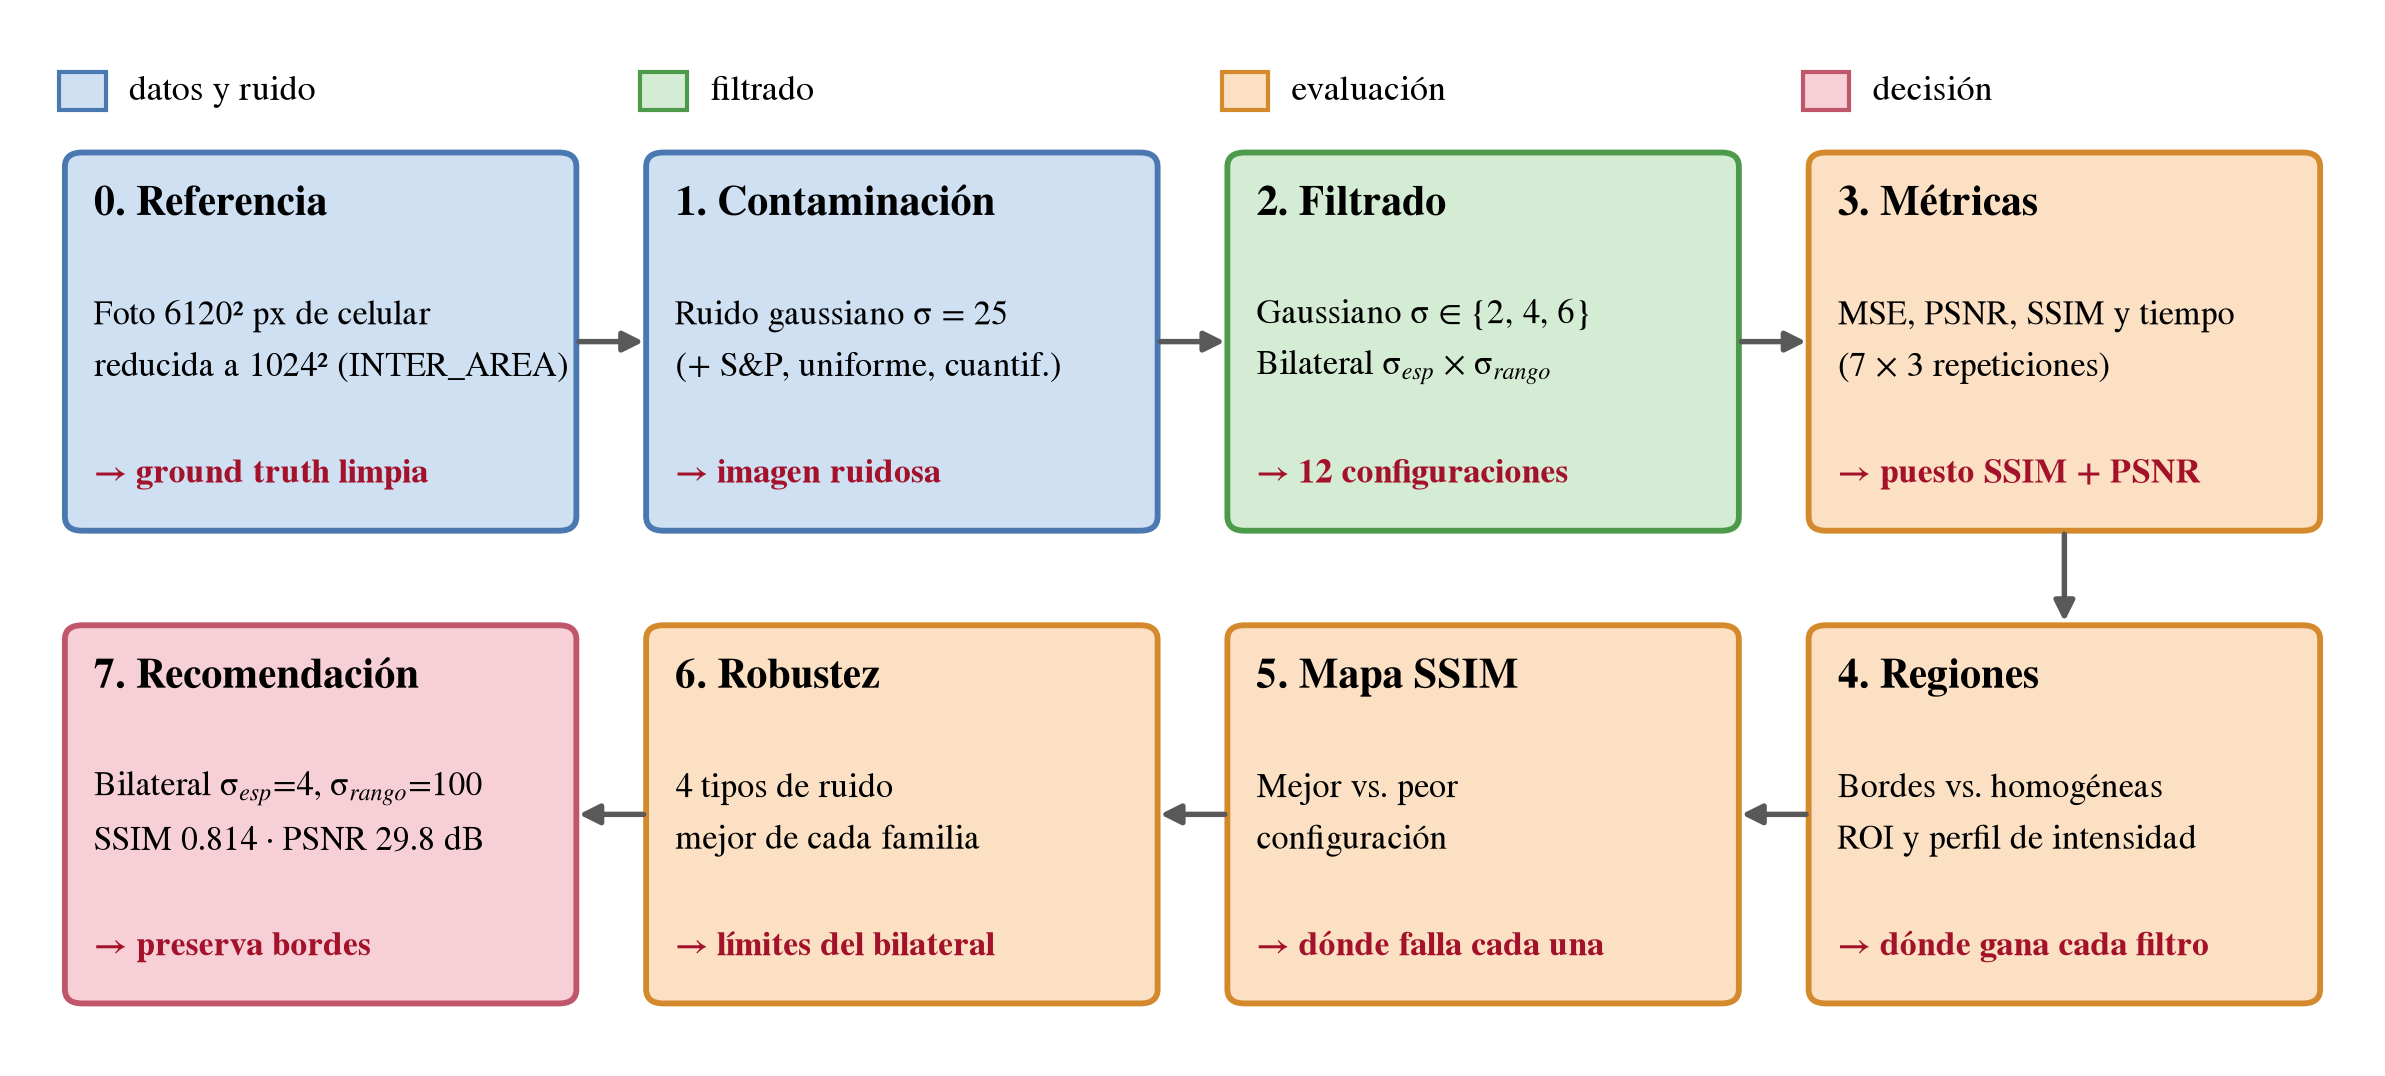 datos y ruido
filtrado
evaluación
decisión
0. Referencia
Foto 6120² px de celular
reducida a 1024² (INTER_AREA)
→ ground truth limpia
1. Contaminación
Ruido gaussiano σ = 25
(+ S&P, uniforme, cuantif.)
→ imagen ruidosa
2. Filtrado
Gaussiano σ ∈ {2, 4, 6}
Bilateral σesp × σrango
→ 12 configuraciones
3. Métricas
MSE, PSNR, SSIM y tiempo
(7 × 3 repeticiones)
→ puesto SSIM + PSNR
4. Regiones
Bordes vs. homogéneas
ROI y perfil de intensidad
→ dónde gana cada filtro
5. Mapa SSIM
Mejor vs. peor
configuración
→ dónde falla cada una
6. Robustez
4 tipos de ruido
mejor de cada familia
→ límites del bilateral
7. Recomendación
Bilateral σesp=4, σrango=100
SSIM 0.814 · PSNR 29.8 dB
→ preserva bordes